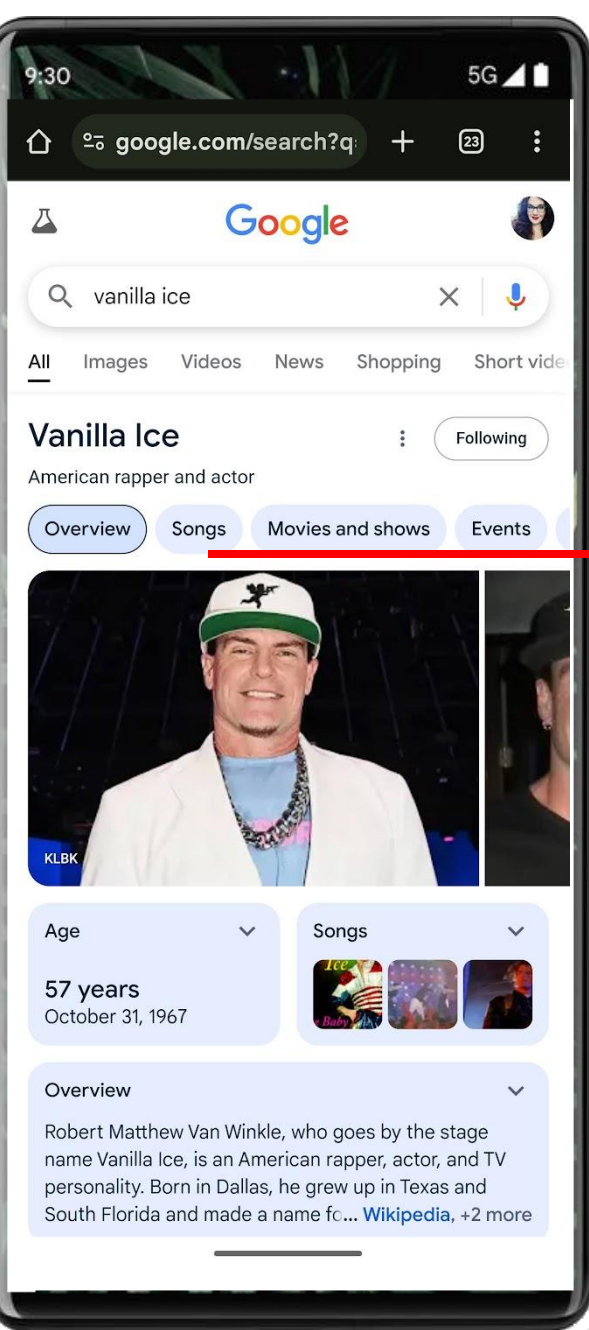 9:30
5G
google.com/search?q
23
Google
vanilla ice
All Images Videos News Shopping Short vide
Vanilla Ice
Following
American rapper and actor
Overview Songs Movies and shows Events
KLBK
Age
57 years
October 31, 1967
Songs
Ice
Baby
Overview
Robert Matthew Van Winkle, who goes by the stage
name Vanilla Ice, is an American rapper, actor, and TV
personality. Born in Dallas, he grew up in Texas and
South Florida and made a name fo... Wikipedia, +2 more